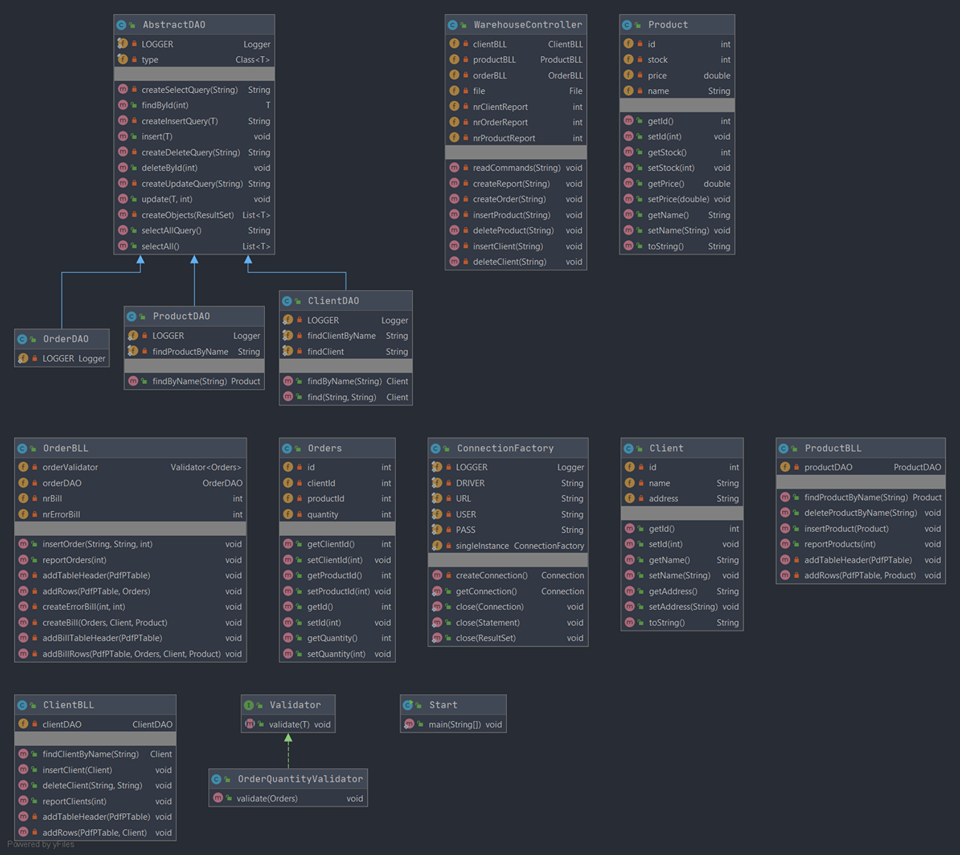 AbstractDAO
LOGGER Logger
type Class<T>
createSelectQuery(String) String
findById(int) T
createInsertQuery(T) String
insert(T) void
createDeleteQuery(String) String
deleteById(int) void
createUpdateQuery(String) String
update(T, int) void
createObjects(ResultSet) List<T>
selectAllQuery() String
selectAll() List<T>
WarehouseController
clientBLL ClientBLL
productBLL ProductBLL
orderBLL OrderBLL
file File
nrClientReport int
nrOrderReport int
nrProductReport int
readCommands(String) void
createReport(String) void
createOrder(String) void
insertProduct(String) void
deleteProduct(String) void
insertClient(String) void
deleteClient(String) void
Product
id int
stock int
price double
name String
getId() int
setId(int) void
getStock() int
setStock(int) void
getPrice() double
setPrice(double) void
getName() String
setName(String) void
toString() String
OrderDAO
LOGGER Logger
ProductDAO
LOGGER Logger
findProductByName String
findByName(String) Product
ClientDAO
LOGGER Logger
findClientByName String
findClient String
findByName(String) Client
find(String, String) Client
OrderBLL
orderValidator Validator<Orders>
orderDAO OrderDAO
nrBill int
nrErrorBill int
insertOrder(String, String, int) void
reportOrders(int) void
addTableHeader(PdfPTable) void
addRows(PdfPTable, Orders) void
createErrorBill(int, int) void
createBill(Orders, Client, Product) void
addBillTableHeader(PdfPTable) void
addBillRows(PdfPTable, Orders, Client, Product) void
Orders
id int
clientId int
productId int
quantity int
getClientId() int
setClientId(int) void
getProductId() int
setProductId(int) void
getId() int
setId(int) void
getQuantity() int
setQuantity(int) void
ConnectionFactory
LOGGER Logger
DRIVER String
URL String
USER String
PASS String
singleInstance ConnectionFactory
createConnection() Connection
getConnection() Connection
close(Connection) void
close(Statement) void
close(ResultSet) void
Client
id int
name String
address String
getId() int
setId(int) void
getName() String
setName(String) void
getAddress() String
setAddress(String) void
toString() String
ProductBLL
productDAO ProductDAO
findProductByName(String) Product
deleteProductByName(String) void
insertProduct(Product) void
reportProducts(int) void
addTableHeader(PdfPTable) void
addRows(PdfPTable, Product) void
ClientBLL
clientDAO ClientDAO
findClientByName(String) Client
insertClient(Client) void
deleteClient(String, String) void
reportClients(int) void
addTableHeader(PdfPTable) void
addRows(PdfPTable, Client) void
Validator
validate(T) void
OrderQuantityValidator
validate(Orders) void
Start
main(String[]) void
Powered by yFiles